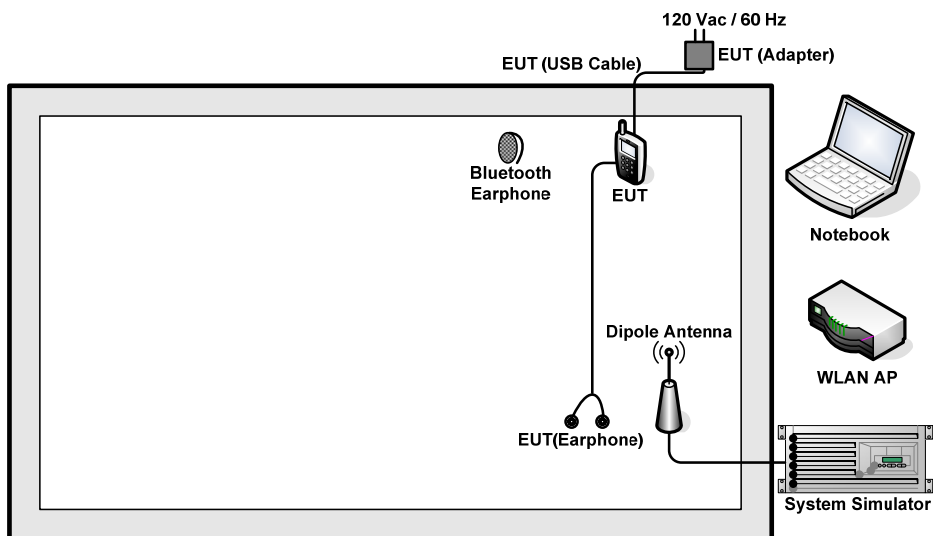 120 Vac / 60 Hz
EUT (USB Cable)
EUT (Adapter)
Bluetooth
Earphone
EUT
Notebook
Dipole Antenna
WLAN AP
EUT(Earphone)
System Simulator